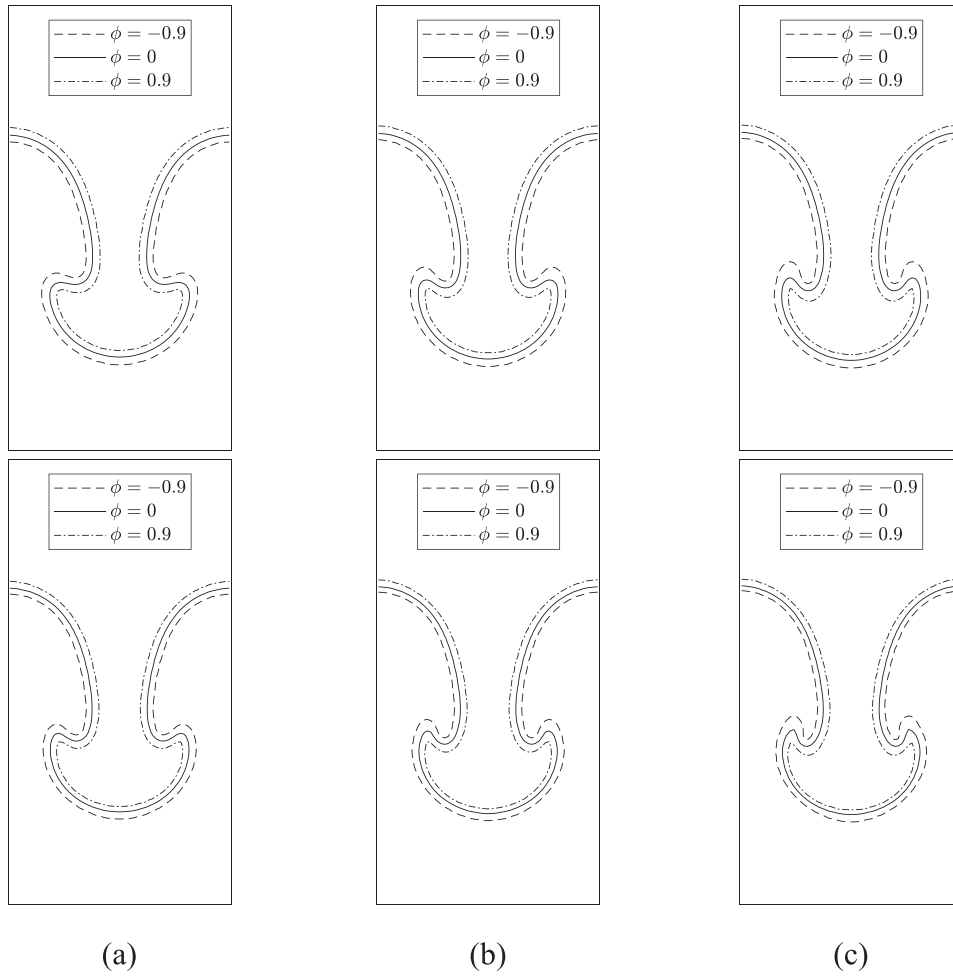 ϕ = −0.9
ϕ = 0
ϕ = 0.9
ϕ = −0.9
ϕ = 0
ϕ = 0.9
ϕ = −0.9
ϕ = 0
ϕ = 0.9
ϕ = −0.9
ϕ = 0
ϕ = 0.9
ϕ = −0.9
ϕ = 0
ϕ = 0.9
ϕ = −0.9
ϕ = 0
ϕ = 0.9
(a) (b) (c)